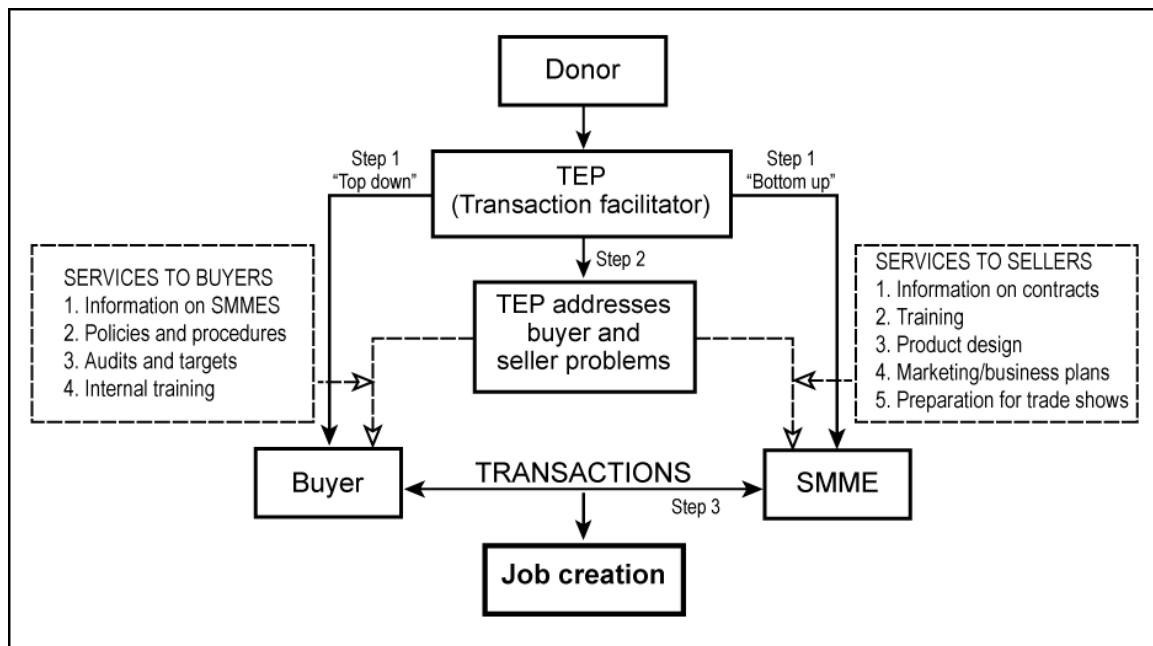 Donor
Step 1
“Top down”
TEP
(Transaction facilitator)
Step 1
“Bottom up”
Step 2
SERVICES TO BUYERS
1. Information on SMMES
2. Policies and procedures
3. Audits and targets
4. Internal training
TEP addresses
buyer and
seller problems
SERVICES TO SELLERS
1. Information on contracts
2. Training
3. Product design
4. Marketing/business plans
5. Preparation for trade shows
Buyer
TRANSACTIONS
Step 3
SMME
Job creation